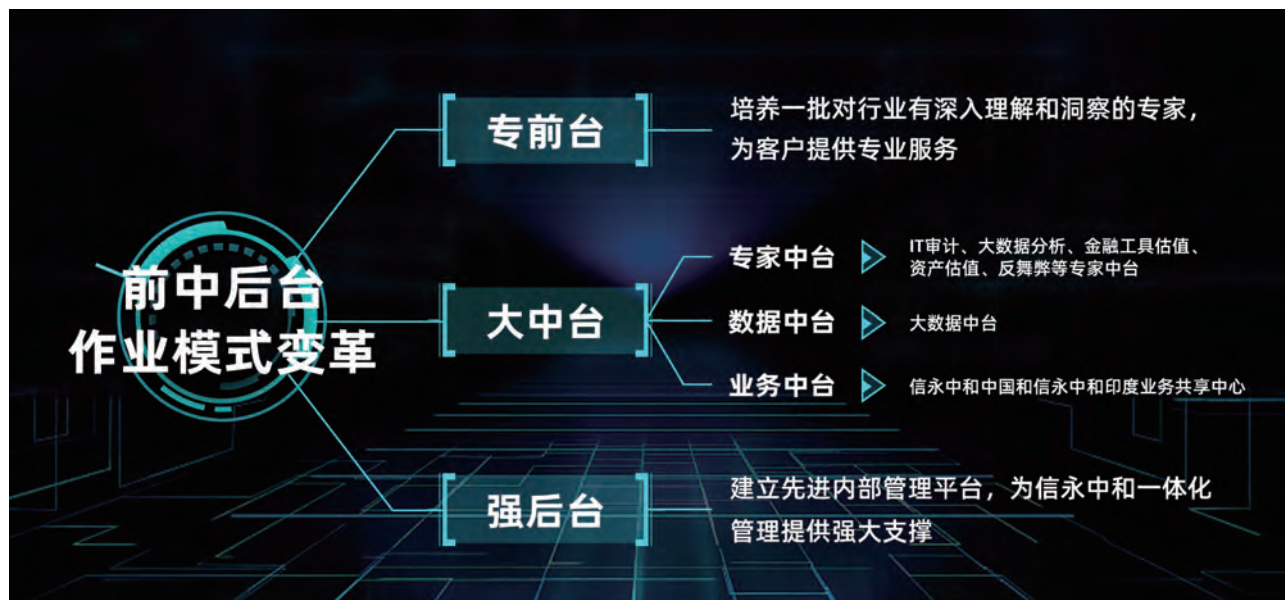 前中后台
作业模式变革
专前台
培养一批对行业有深入理解和洞察的专家，
为客户提供专业服务
大中台
专家中台
IT审计、大数据分析、金融工具估值、
资产估值、反舞弊等专家中台
数据中台
大数据中台
业务中台
信永中和中国和信永中和印度业务共享中心
强后台
建立先进内部管理平台，为信永中和一体化
管理提供强大支撑